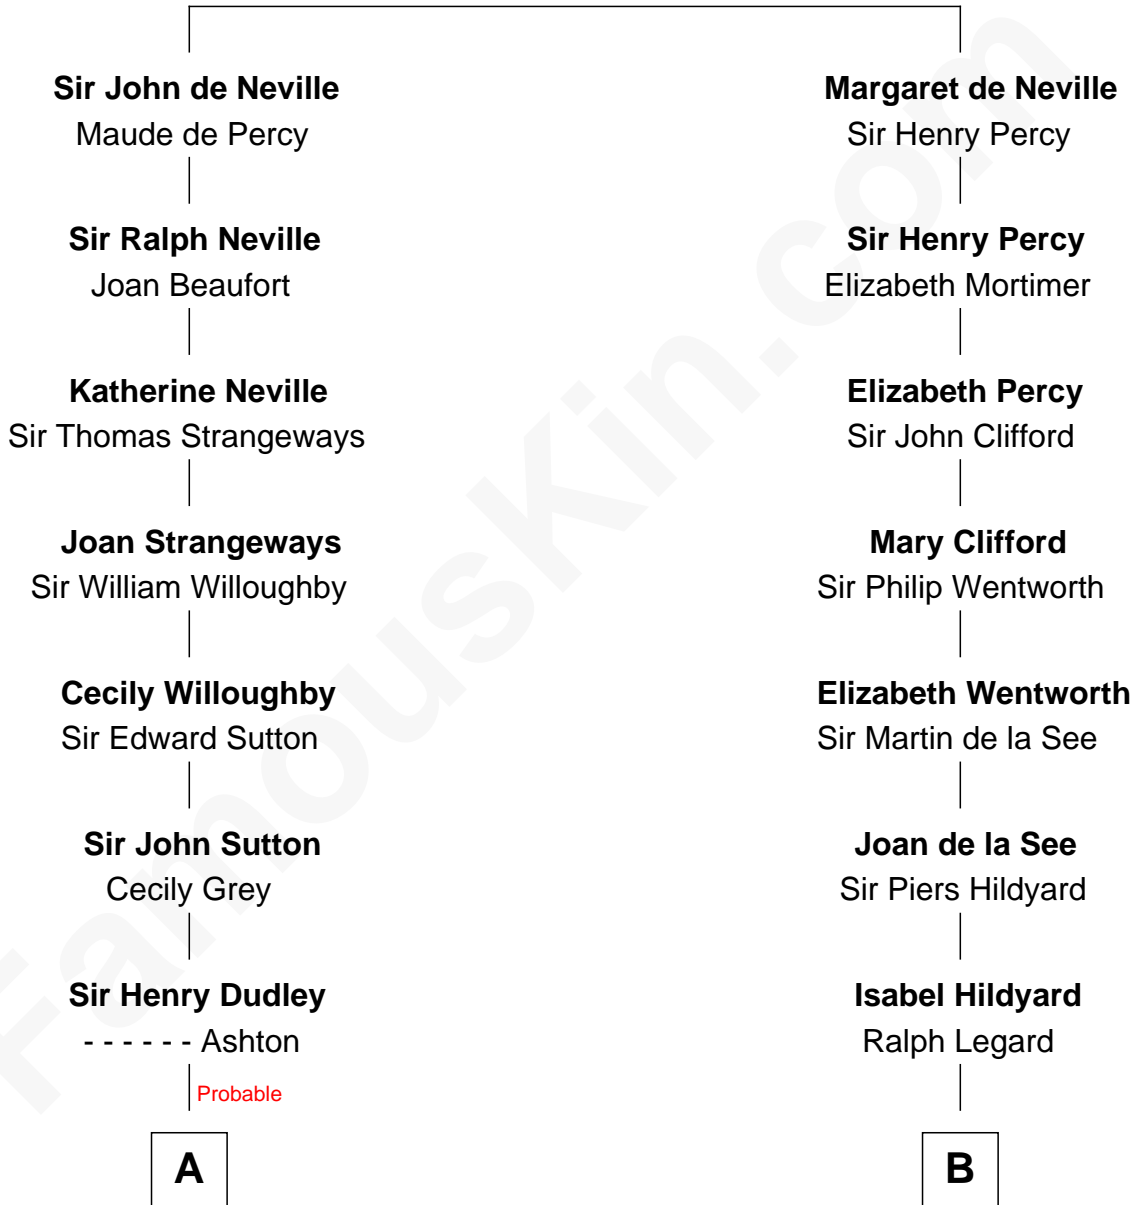 Sir John de Neville
Maude de Percy
Sir Ralph Neville
Joan Beaufort
Katherine Neville
Sir Thomas Strangeways
Joan Strangeways
Sir William Willoughby
Cecily Willoughby
Sir Edward Sutton
Sir John Sutton
Cecily Grey
Sir Henry Dudley
- - - - - - Ashton
Probable
A
Margaret de Neville
Sir Henry Percy
Sir Henry Percy
Elizabeth Mortimer
Elizabeth Percy
Sir John Clifford
Mary Clifford
Sir Philip Wentworth
Elizabeth Wentworth
Sir Martin de la See
Joan de la See
Sir Piers Hildyard
Isabel Hildyard
Ralph Legard
B
FamousKin.com